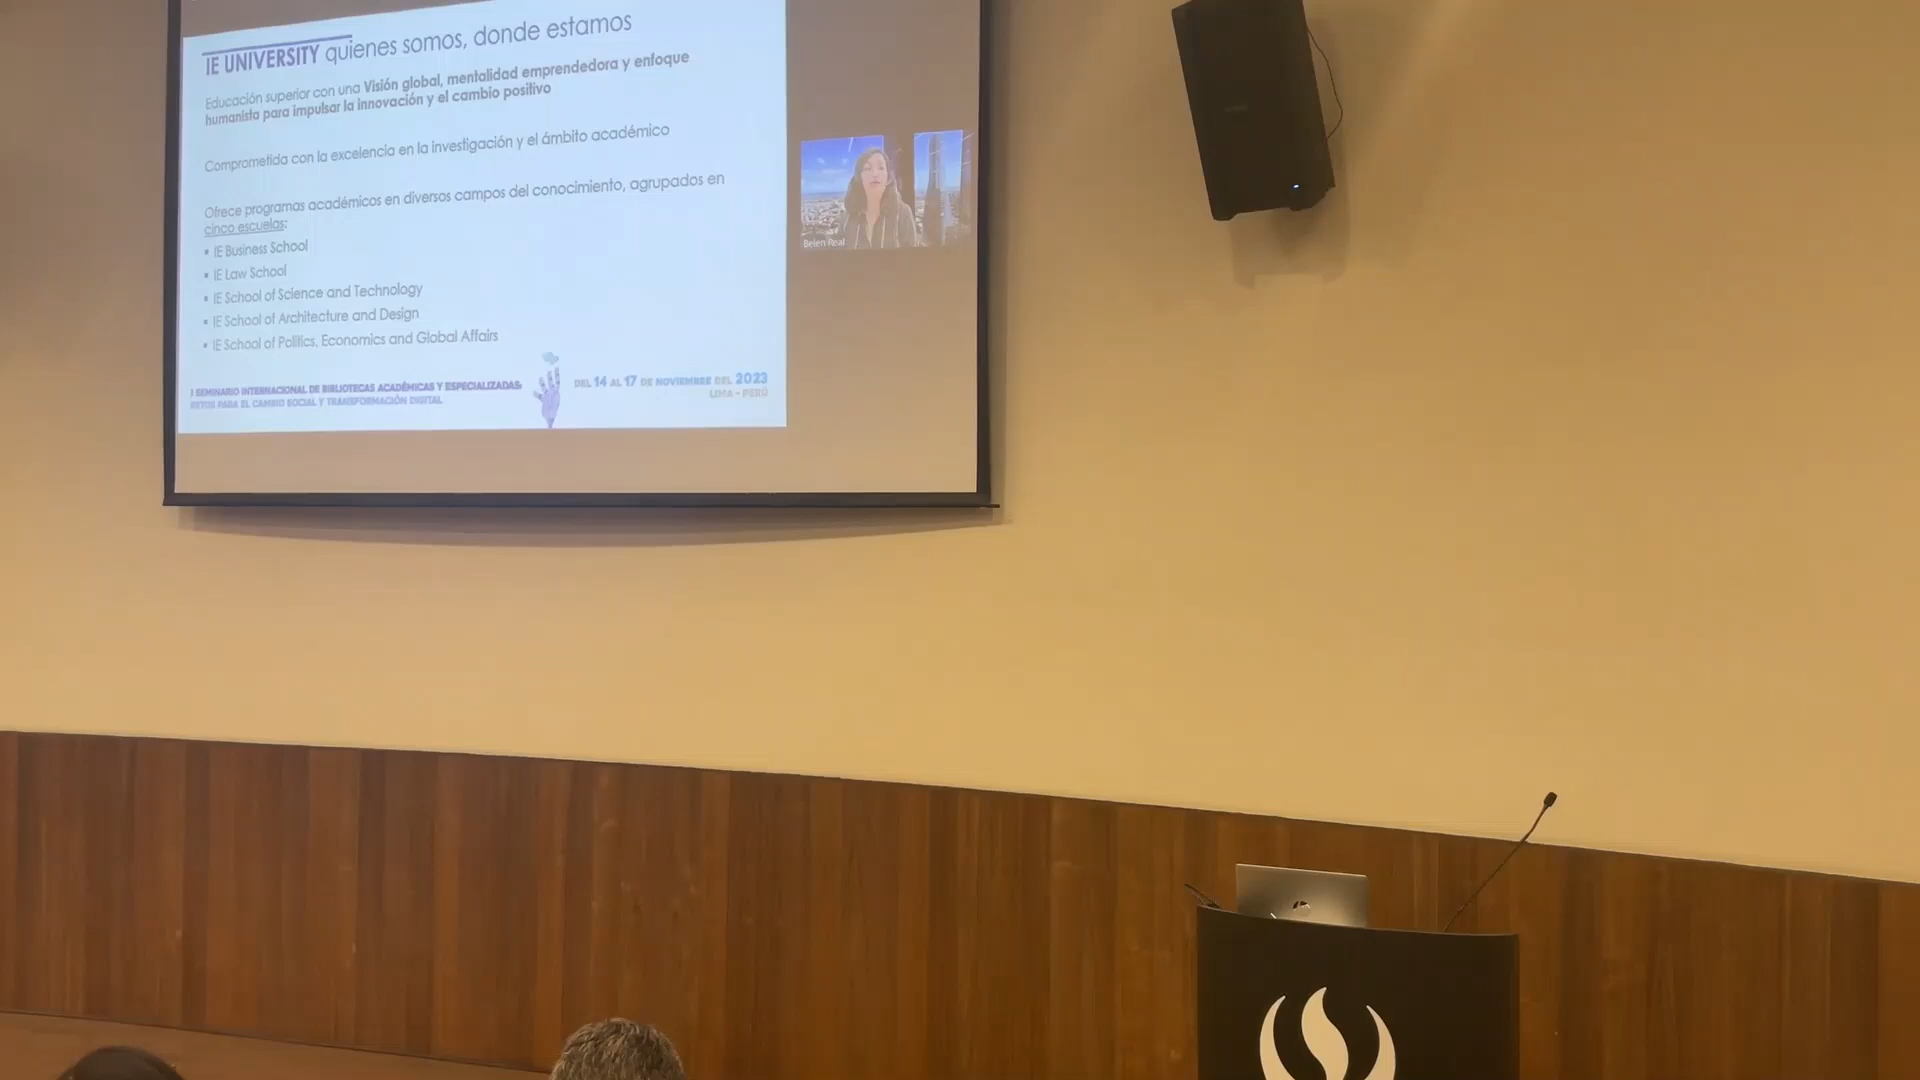 IE UNIVERSITY quienes somos, donde estamos
Educación superior con una Visión global, mentalidad emprendedora y enfoque
humanista para impulsar la innovación y el cambio positivo
Comprometida con la excelencia en la investigación y el ámbito académico
Ofrece programas académicos en diversos campos del conocimiento, agrupados en
cinco escuelas:
▪ IE Business School
▪ IE Law School
▪ IE School of Science and Technology
▪ IE School of Architecture and Design
▪ IE School of Politics, Economics and Global Affairs
I SEMINARIO INTERNACIONAL DE BIBLIOTECAS ACADÉMICAS Y ESPECIALIZADAS:
RETOS PARA EL CAMBIO SOCIAL Y TRANSFORMACIÓN DIGITAL
DEL 14 AL 17 DE NOVIEMBRE DEL 2023
LIMA - PERÚ
Belen Real